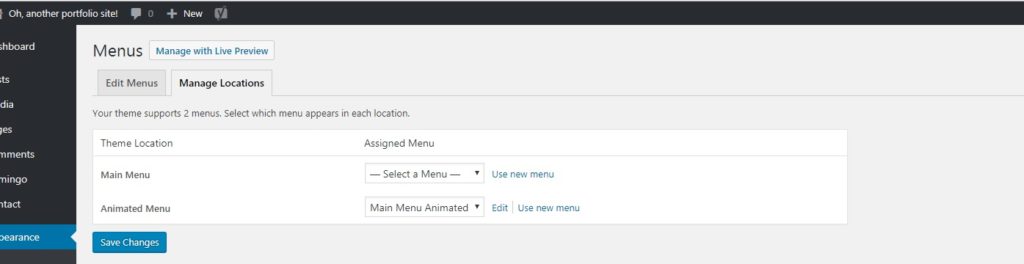 Oh, another portfolio site! 0 + New
shboard
Menus Manage with Live Preview
sts
Edit Menus Manage Locations
dia
Your theme supports 2 menus. Select which menu appears in each location.
ges
Theme Location Assigned Menu
omments
Main Menu — Select a Menu — Use new menu
mingo
ntact
Animated Menu Main Menu Animated Edit Use new menu
pearance
Save Changes